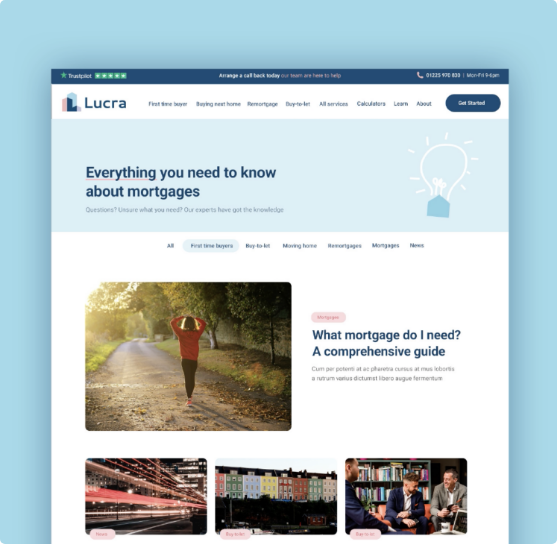 Trustpilot
Arrange a call back today our team are here to help
01225 970 830 | Mon-Fri 9-6pm
Lucra
First time buyer
Buying next home
Remortgage
Buy-to-let
All services
Calculators
Learn
About
Get Started
Everything you need to know
about mortgages
Questions? Unsure what you need? Our experts have got the knowledge
All
First time buyers
Buy-to-let
Moving home
Remortgages
Mortgages
News
Mortgages
What mortgage do I need?
A comprehensive guide
Cum per potenti at ac pharetra cursus at mus lobortis
a rutrum varius dictumst libero augue fermentum
News
Buy to let
Buy to let